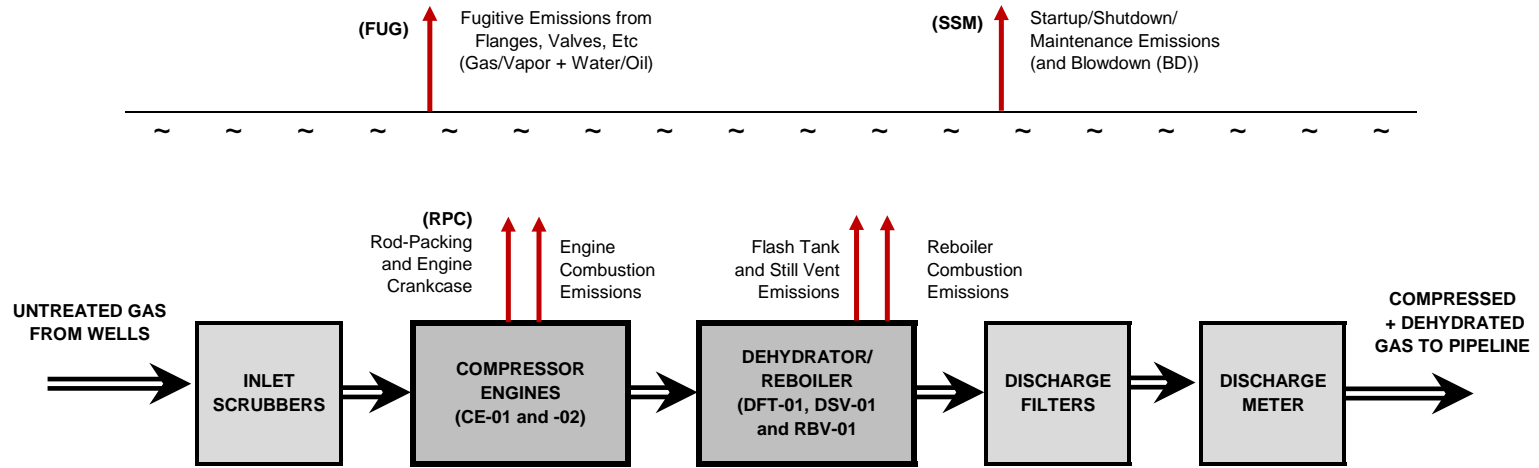 (FUG)
Fugitive Emissions from
Flanges, Valves, Etc
(Gas/Vapor + Water/Oil)
(SSM)
Startup/Shutdown/
Maintenance Emissions
(and Blowdown (BD))
~ ~ ~ ~ ~ ~ ~ ~ ~ ~ ~ ~ ~ ~ ~ ~ ~ ~
(RPC)
Rod-Packing
and Engine
Crankcase
Engine
Combustion
Emissions
Flash Tank
and Still Vent
Emissions
Reboiler
Combustion
Emissions
UNTREATED GAS
FROM WELLS
INLET
SCRUBBERS
COMPRESSOR
ENGINES
(CE-01 and -02)
DEHYDRATOR/
REBOILER
(DFT-01, DSV-01
and RBV-01
DISCHARGE
FILTERS
DISCHARGE
METER
COMPRESSED
+ DEHYDRATED
GAS TO PIPELINE